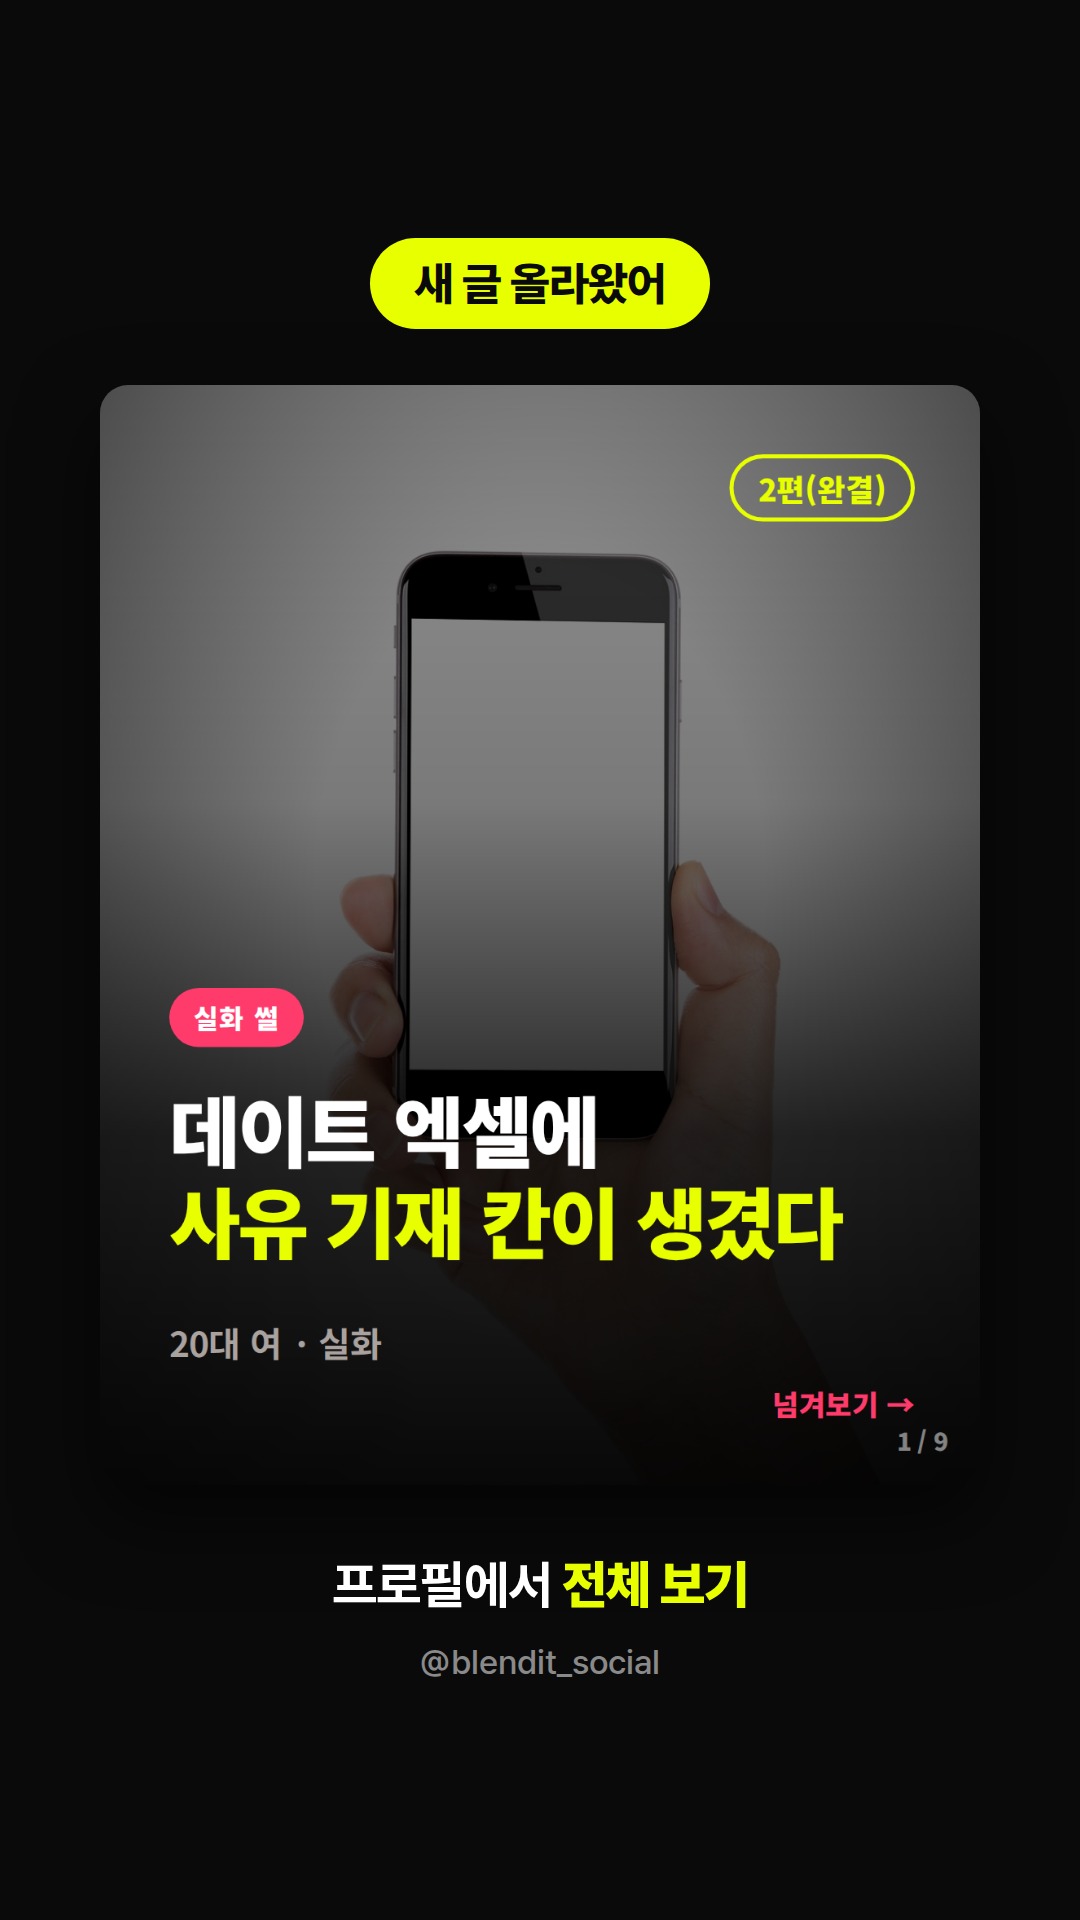 새 글 올라왔어
2편(완결)
실화 썰
데이트 엑셀에
사유 기재 칸이 생겼다
20대 여 · 실화
넘겨보기 →
1 / 9
프로필에서 전체 보기
@blendit_social